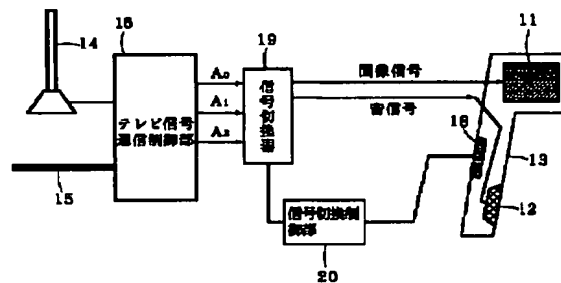 14
16
19
11
A₀
A₁
A₂
信号切換器
画像信号
音信号
テレビ信号
通信制御部
18
13
15
12
信号切換制
御部
20